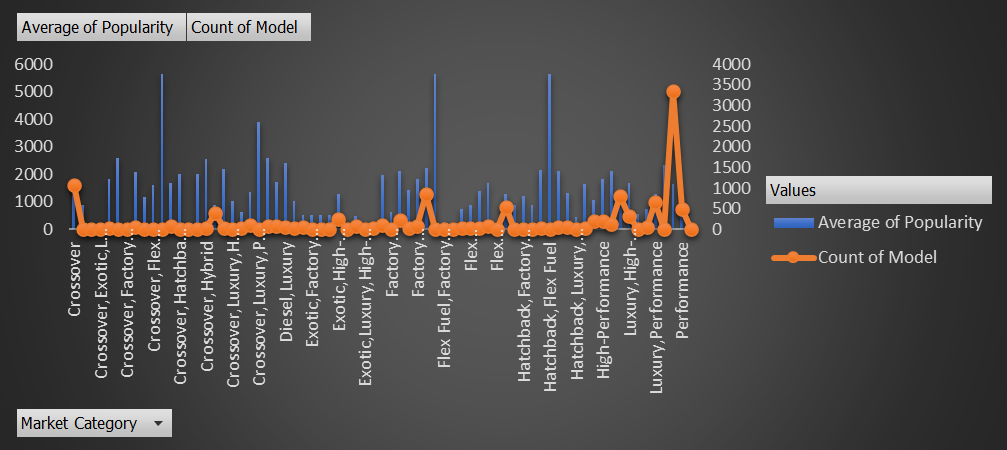 Average of Popularity Count of Model
6000 4000
5000 3500
4000 3000
3000 2500
2000 2000
1000 1500
0 1000
500
0
Values
Average of Popularity
Count of Model
Crossover
Crossover,Exotic,L…
Crossover,Factory…
Crossover,Flex…
Crossover,Hatchba…
Crossover,Hybrid
Crossover,Luxury,H…
Crossover,Luxury,P…
Diesel,Luxury
Exotic,Factory…
Exotic,High-…
Exotic,Luxury,High-…
Factory…
Factory…
Flex Fuel,Factory…
Flex…
Flex…
Hatchback,Factory…
Hatchback,Flex Fuel
Hatchback,Luxury,…
High-Performance
Luxury,High-…
Luxury,Performance
Performance
Market Category